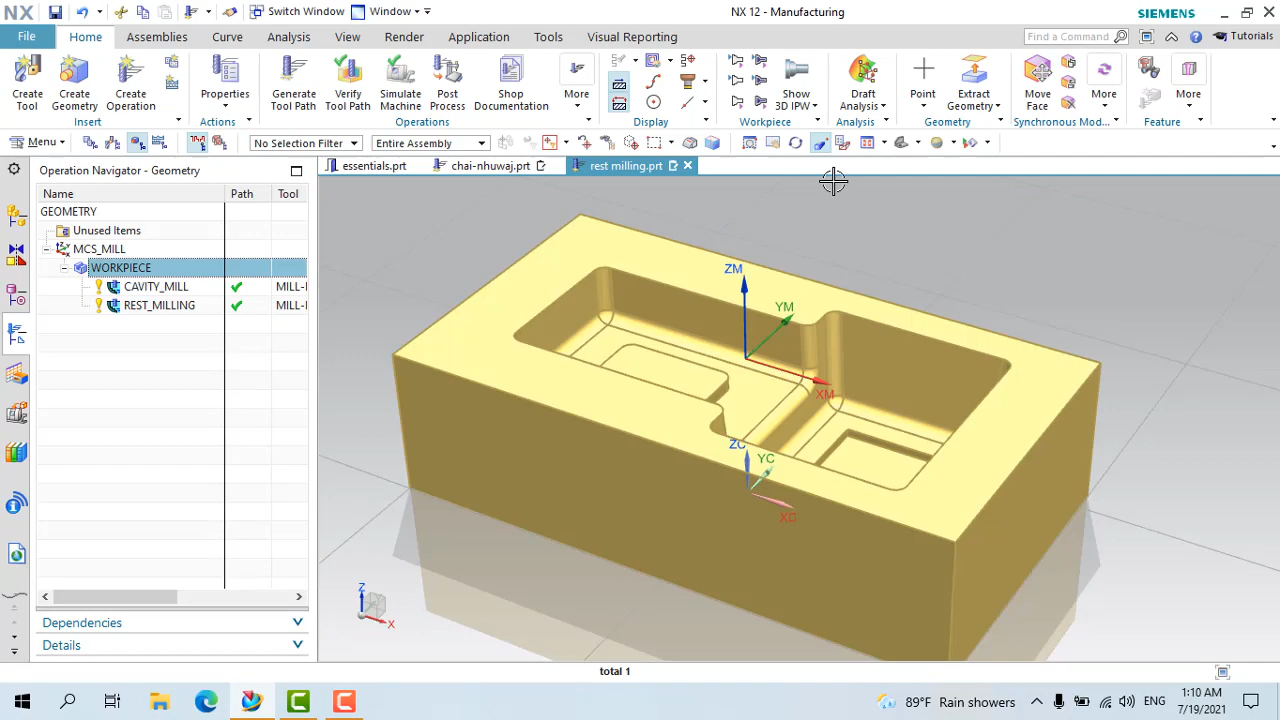 NX Switch Window Window NX 12 - Manufacturing SIEMENS
File Home Assemblies Curve Analysis View Render Application Tools Visual Reporting Find a Command Tutorials
Create Tool
Create Geometry
Create Operation
Properties
Generate Tool Path
Verify Tool Path
Simulate Machine
Post Process
Shop Documentation
More
Show 3D IPW
Draft Analysis
Point
Extract Geometry
Move Face
More
More
Insert Actions Operations Display Workpiece Analysis Geometry Synchronous Mod... Feature
Menu No Selection Filter Entire Assembly
essentials.prt chai-nhuwaj.prt rest milling.prt
Operation Navigator - Geometry
Name Path Tool
GEOMETRY
Unused Items
MCS_MILL
WORKPIECE
CAVITY_MILL MILL-
REST_MILLING MILL-
Dependencies
Details
ZM
YM
XM
ZC
YC
XC
Z
X
total 1
89°F Rain showers ENG
1:10 AM
7/19/2021